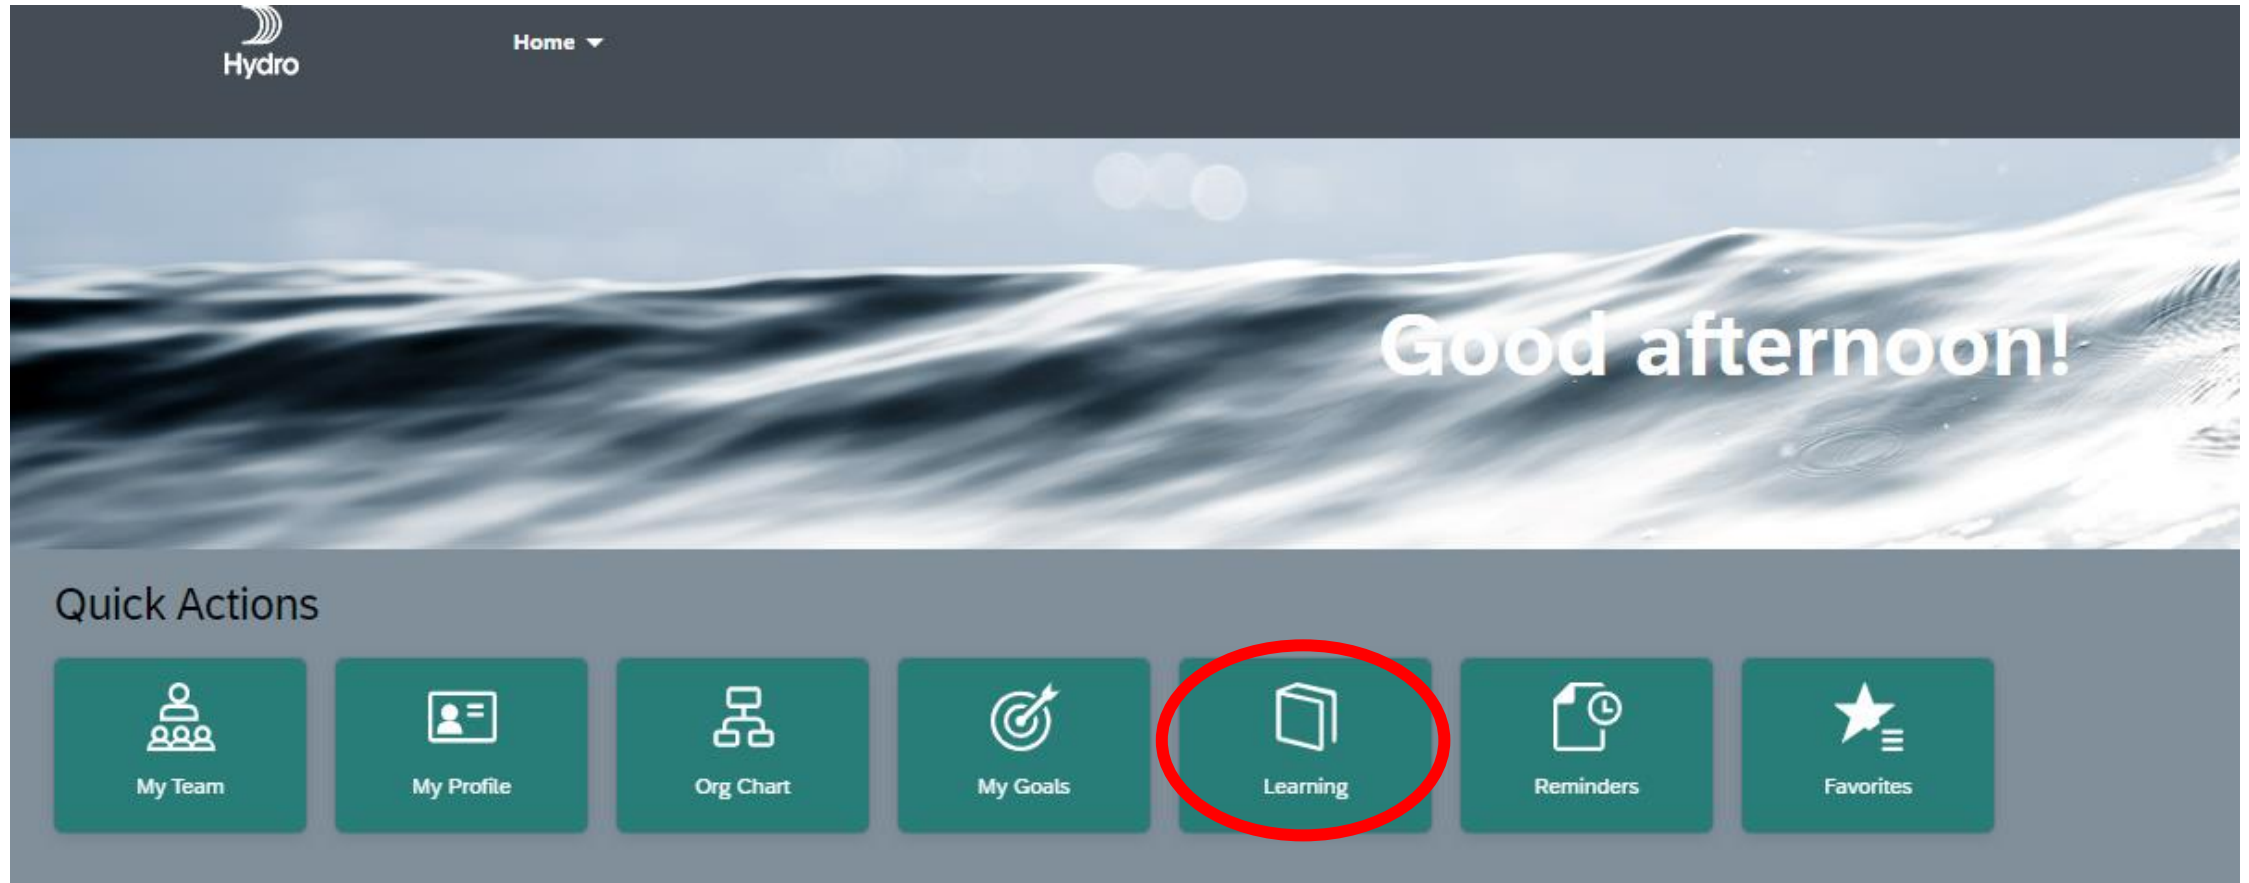 Hydro
Home
Good afternoon!
Quick Actions
My Team
My Profile
Org Chart
My Goals
Learning
Reminders
Favorites